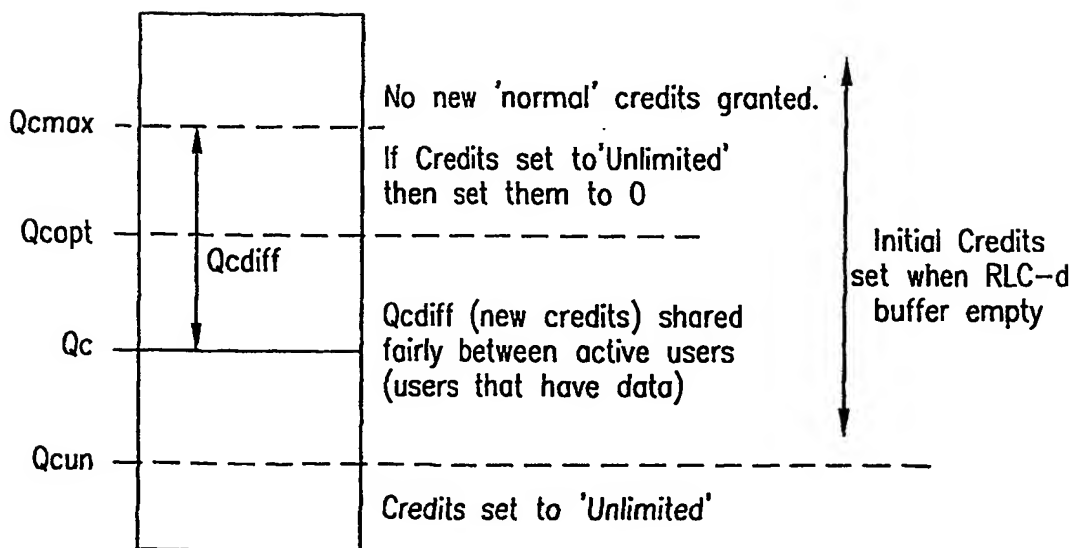 Qcmax
Qcopt
Qc
Qcun
Qcdiff
No new 'normal' credits granted.
If Credits set to'Unlimited'
then set them to 0
Qcdiff (new credits) shared
fairly between active users
(users that have data)
Credits set to 'Unlimited'
Initial Credits
set when RLC-d
buffer empty